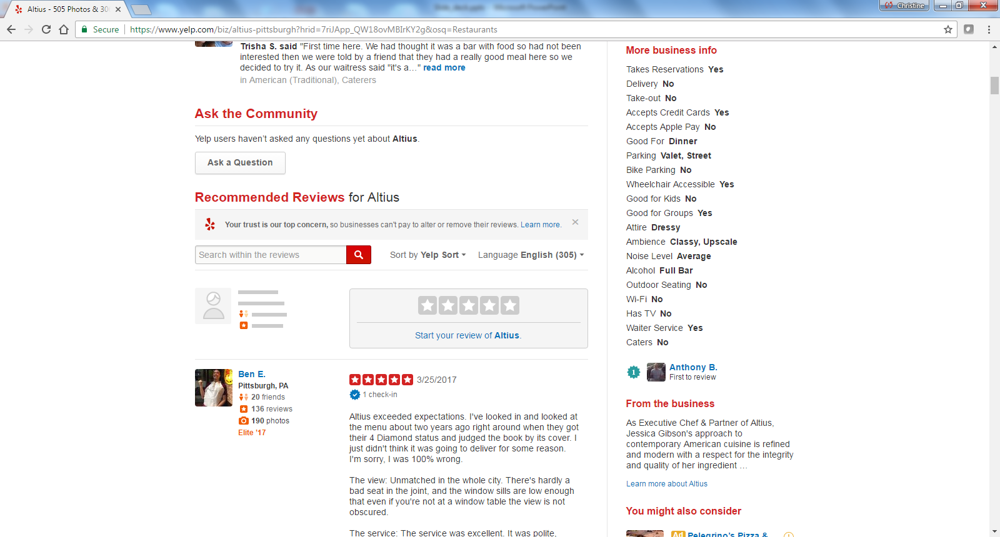 Altius - 505 Photos & 30
Christine
Secure
https://www.yelp.com/biz/altius-pittsburgh?hrid=7riJApp_QW18ovMBIrKY2g&osq=Restaurants
Trisha S. said "First time here. We had thought it was a bar with food so had not been
interested then we were told by a friend that they had a really good meal here so we
decided to try it. As our waitress said "it's a…" read more
in American (Traditional), Caterers
Ask the Community
Yelp users haven't asked any questions yet about Altius.
Ask a Question
Recommended Reviews for Altius
Your trust is our top concern, so businesses can't pay to alter or remove their reviews. Learn more.
Search within the reviews
Sort by Yelp Sort
Language English (305)
Start your review of Altius.
Ben E.
Pittsburgh, PA
20 friends
136 reviews
190 photos
Elite '17
3/25/2017
1 check-in
Altius exceeded expectations. I've looked in and looked at
the menu about two years ago right around when they got
their 4 Diamond status and judged the book by its cover. I
just didn't think it was going to deliver for some reason.
I'm sorry, I was 100% wrong.
The view: Unmatched in the whole city. There's hardly a
bad seat in the joint, and the window sills are low enough
that even if you're not at a window table the view is not
obscured.
The service: The service was excellent. It was polite,
More business info
Takes Reservations Yes
Delivery No
Take-out No
Accepts Credit Cards Yes
Accepts Apple Pay No
Good For Dinner
Parking Valet, Street
Bike Parking No
Wheelchair Accessible Yes
Good for Kids No
Good for Groups Yes
Attire Dressy
Ambience Classy, Upscale
Noise Level Average
Alcohol Full Bar
Outdoor Seating No
Wi-Fi No
Has TV No
Waiter Service Yes
Caters No
1
Anthony B.
First to review
From the business
As Executive Chef & Partner of Altius,
Jessica Gibson's approach to
contemporary American cuisine is refined
and modern with a respect for the integrity
and quality of her ingredient …
Learn more about Altius
You might also consider
Ad Pelegrino's Pizza &